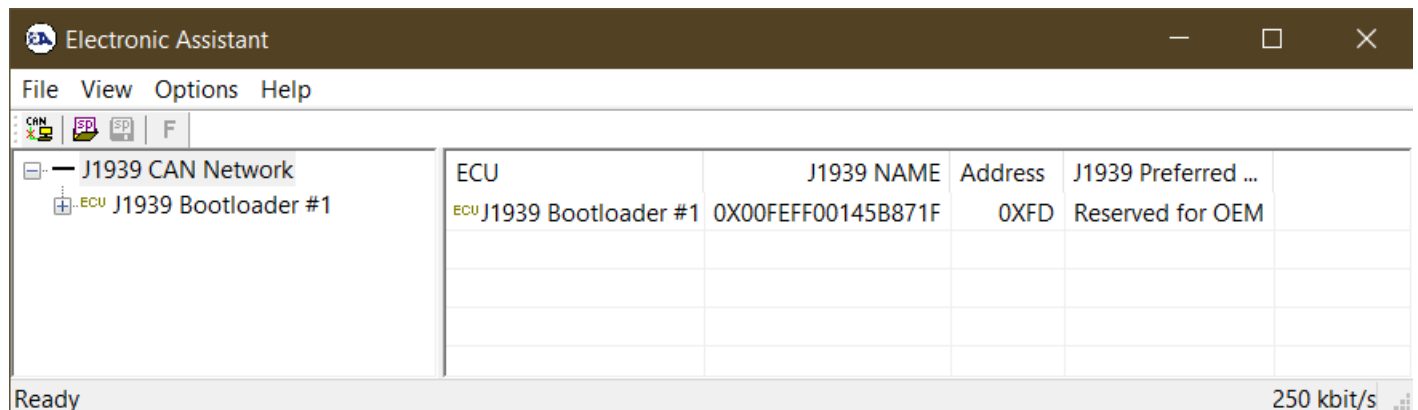 Electronic Assistant
File View Options Help
CAN SP SP F
J1939 CAN Network
ECU J1939 Bootloader #1
ECU J1939 NAME Address J1939 Preferred ...
ECU J1939 Bootloader #1 0X00FEFF00145B871F 0XFD Reserved for OEM
Ready 250 kbit/s